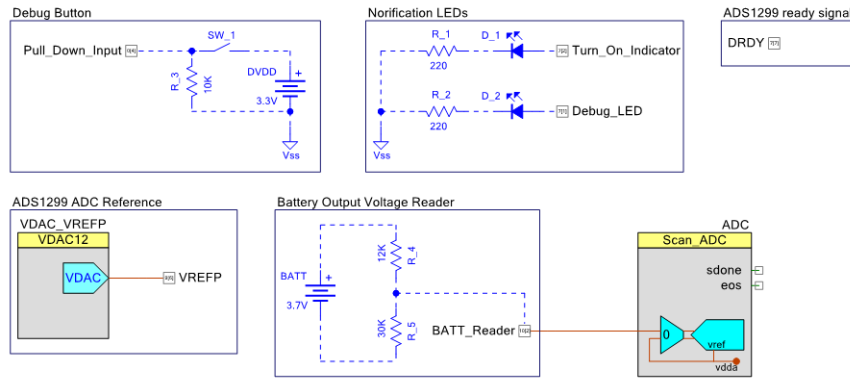 Debug Button
Norification LEDs
ADS1299 ready signal
Pull_Down_Input
SW_1
R_3
10K
DVDD
+
3.3V
Vss
R_1
220
D_1
Turn_On_Indicator
R_2
220
D_2
Debug_LED
Vss
DRDY
ADS1299 ADC Reference
VDAC_VREFP
VDAC12
VDAC
VREFP
Battery Output Voltage Reader
BATT
+
3.7V
12K
R_4
30K
R_5
BATT_Reader
ADC
Scan_ADC
sdone
eos
0
vref
vdda